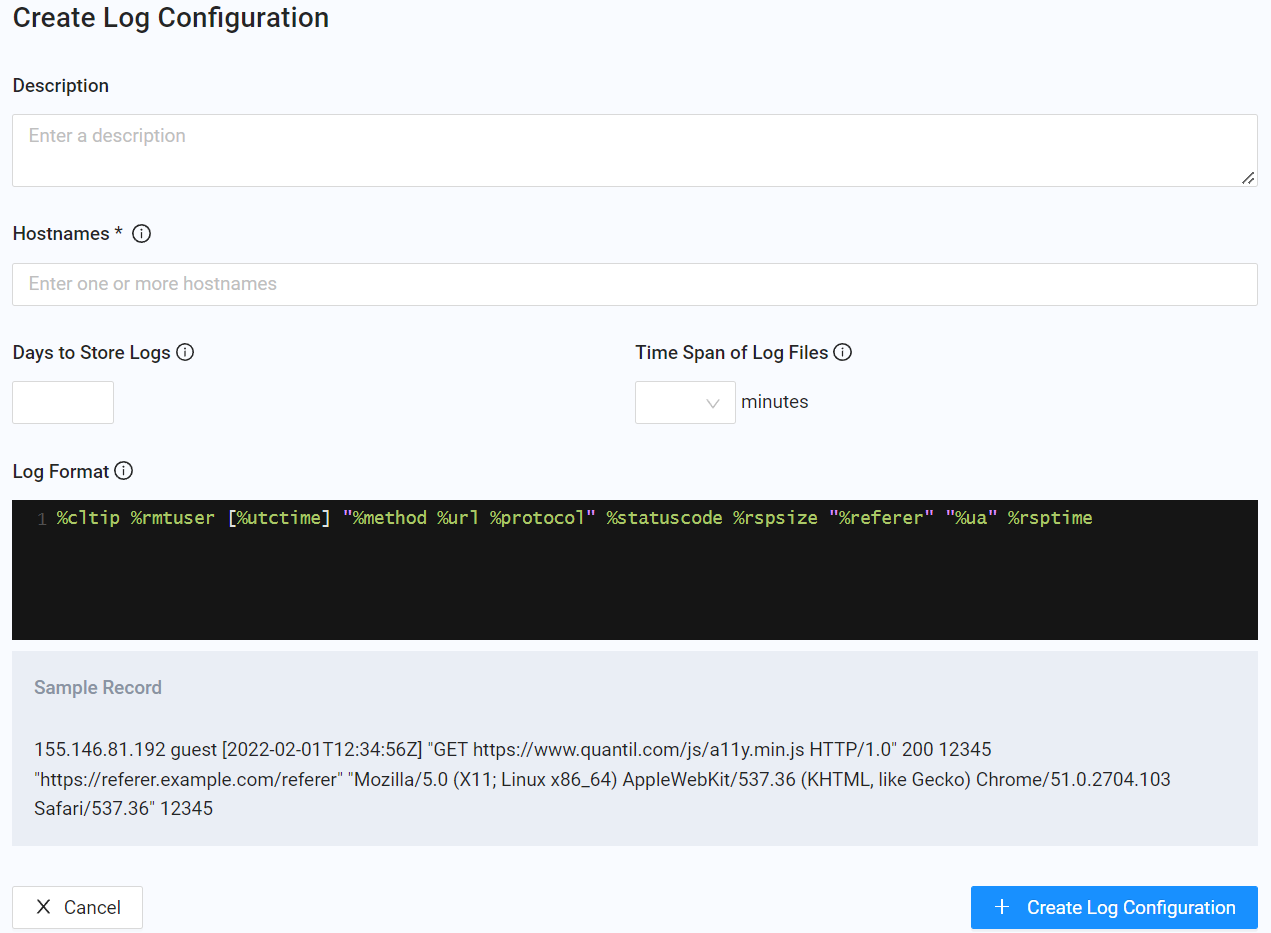 Create Log Configuration
Description
Enter a description
Hostnames *
Enter one or more hostnames
Days to Store Logs
Time Span of Log Files
minutes
Log Format
1 %cltip %rmtuser [%utctime] "%method %url %protocol" %statuscode %rspsize "%referer" "%ua" %rsptime
Sample Record
155.146.81.192 guest [2022-02-01T12:34:56Z] "GET https://www.quantil.com/js/a11y.min.js HTTP/1.0" 200 12345
"https://referer.example.com/referer" "Mozilla/5.0 (X11; Linux x86_64) AppleWebKit/537.36 (KHTML, like Gecko) Chrome/51.0.2704.103
Safari/537.36" 12345
Cancel
Create Log Configuration